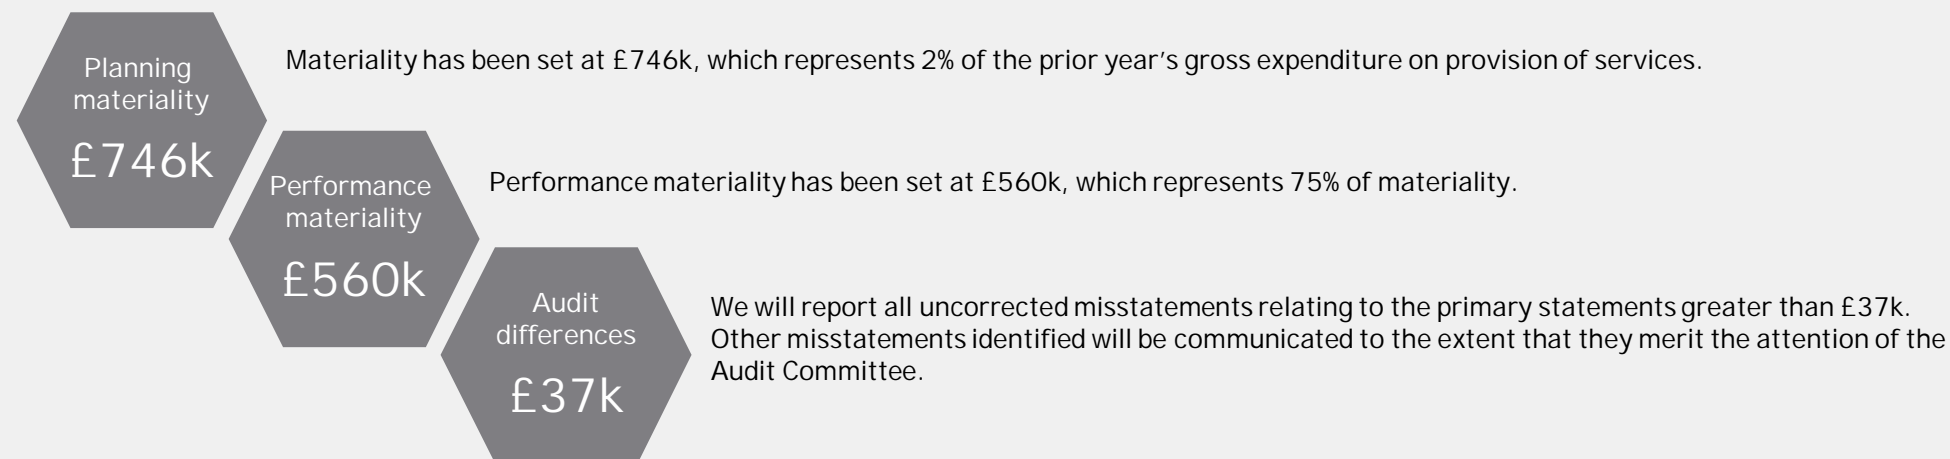 Planning
materiality
£746k
Materiality has been set at £746k, which represents 2% of the prior year’s gross expenditure on provision of services.
Performance
materiality
£560k
Performance materiality has been set at £560k, which represents 75% of materiality.
Audit
differences
£37k
We will report all uncorrected misstatements relating to the primary statements greater than £37k.
Other misstatements identified will be communicated to the extent that they merit the attention of the
Audit Committee.